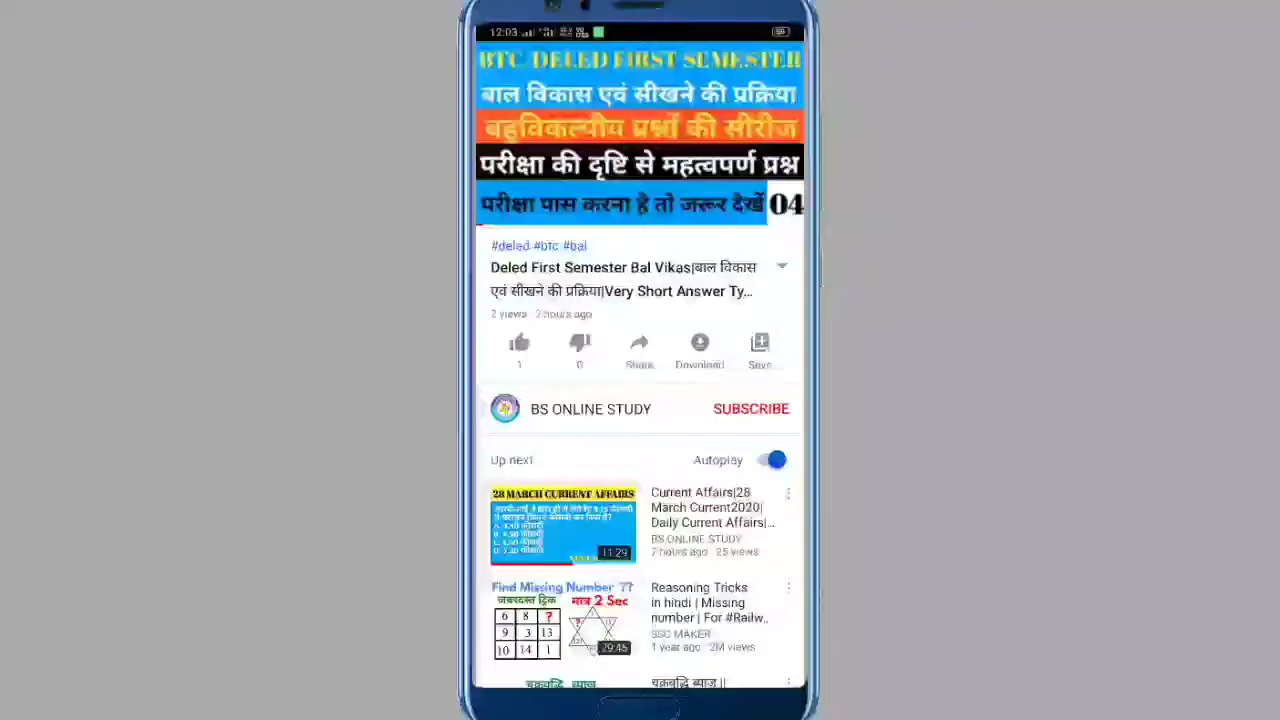 12:03
BTC DELED FIRST SEMESTER
बाल विकास एवं सीखने की प्रक्रिया
वहुविकल्पीय प्रश्नों की सीरीज
परीक्षा की दृष्टि से महत्वपर्ण प्रश्न
परीक्षा पास करना है तो जरूर देखें 04
#deled #btc #bal
Deled First Semester Bal Vikas|बाल विकास
एवं सीखने की प्रक्रिया|Very Short Answer Ty...
2 views 2 hours ago
1 0 Share Download Save
BS ONLINE STUDY SUBSCRIBE
Up next Autoplay
28 MARCH CURRENT AFFAIRS
11:29
Current Affairs|28
March Current2020|
Daily Current Affairs|...
BS ONLINE STUDY
7 hours ago 25 views
Find Missing Number ??
जबरदस्त ट्रिक मात्र 2 Sec
6 8 ?
9 3 13
10 14 1
?
29:45
Reasoning Tricks
in hindi | Missing
number | For #Railw..
SSC MAKER
1 year ago 2M views
चक्रवृद्धि ब्याज
चक्रवृद्धि ब्याज ||